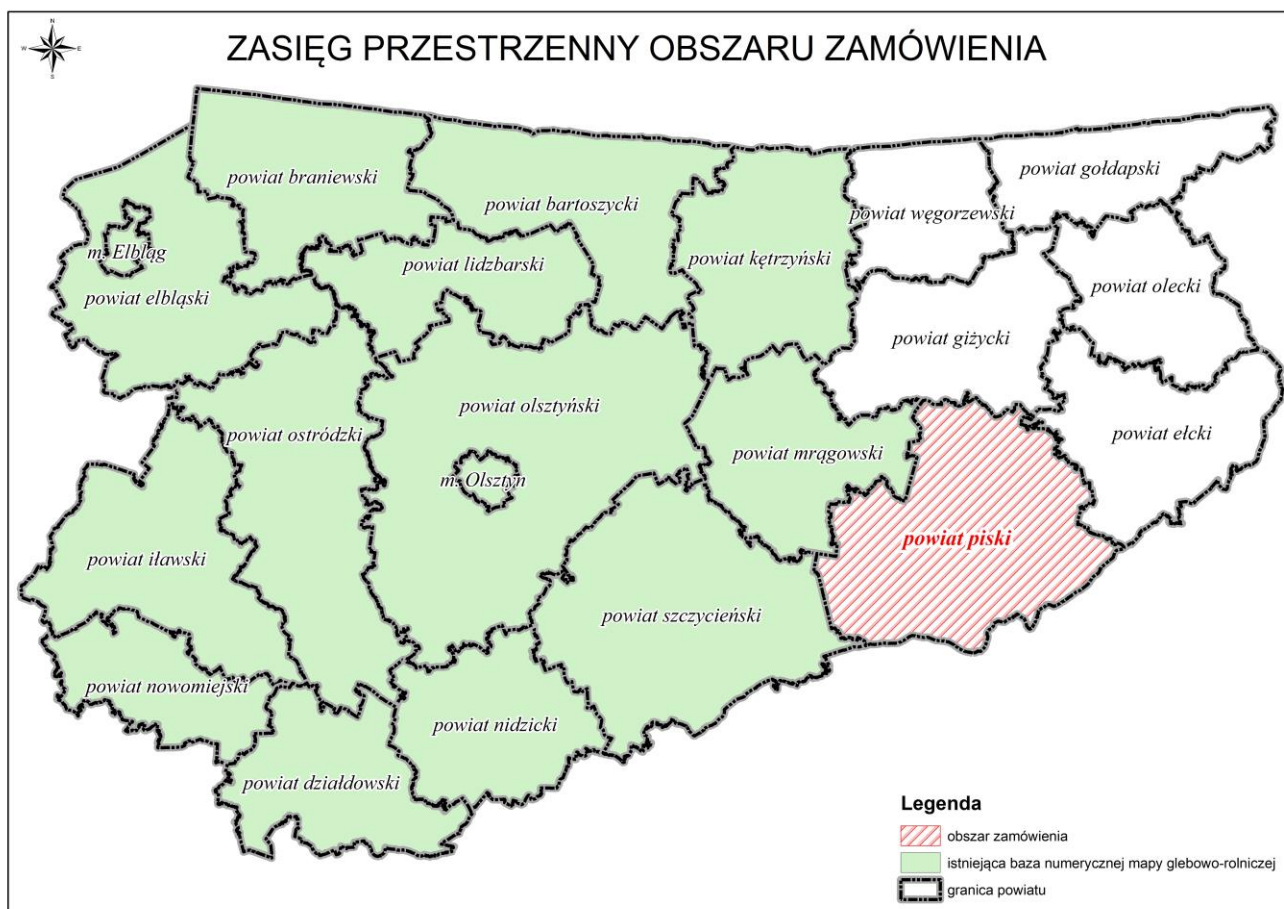 N
W E
S
ZASIĘG PRZESTRZENNY OBSZARU ZAMÓWIENIA
powiat braniewski
powiat gołdapski
powiat bartoszycki
powiat węgorzewski
m. Elbląg
powiat lidzbarski
powiat kętrzyński
powiat elbląski
powiat olecki
powiat giżycki
powiat olsztyński
powiat ostródzki
powiat ełcki
powiat mrągowski
m. Olsztyn
powiat piski
powiat iławski
powiat szczycieński
powiat nowomiejski
powiat nidzicki
powiat działdowski
Legenda
obszar zamówienia
istniejąca baza numerycznej mapy glebowo-rolniczej
granica powiatu